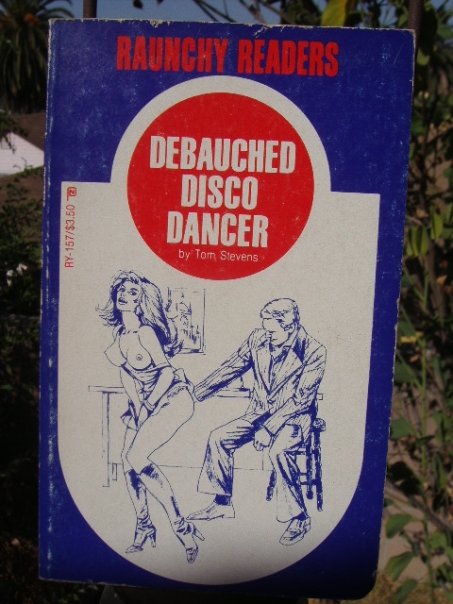 RAUNCHY READERS
DEBAUCHED
DISCO
DANCER
by Tom Stevens
RY-157/$3.50